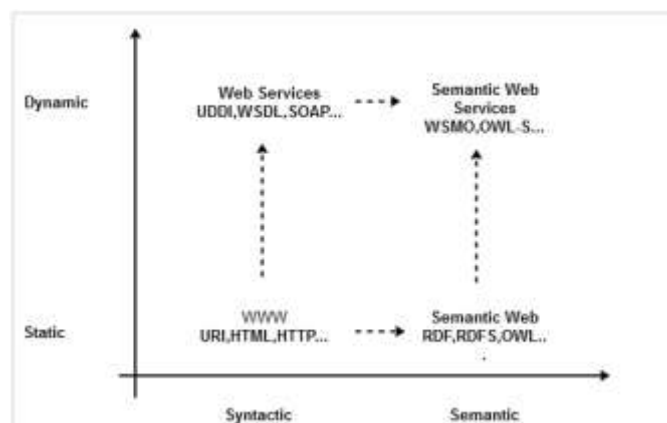 Dynamic
Web Services
UDDI,WSDL,SOAP...
Semantic Web
Services
WSMO,OWL-S...
Static
WWW
URI,HTML,HTTP...
Semantic Web
RDF,RDFS,OWL..
Syntactic
Semantic